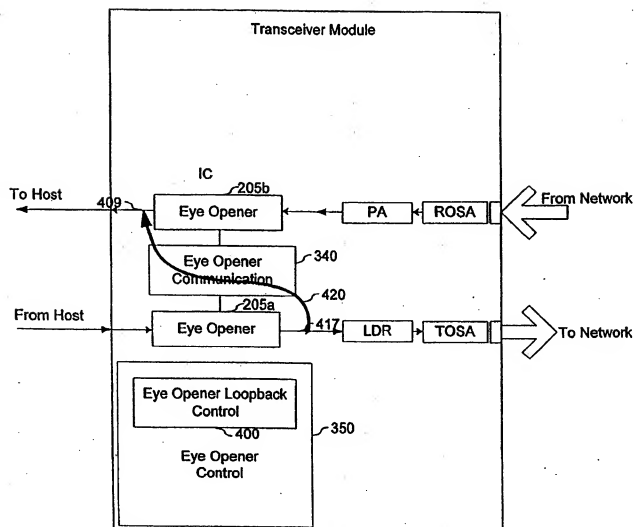 Transceiver Module
IC
To Host
409
205b
Eye Opener
PA
ROSA
From Network
340
Eye Opener
Communication
420
From Host
205a
Eye Opener
417
LDR
TOSA
To Network
Eye Opener Loopback
Control
400
350
Eye Opener
Control